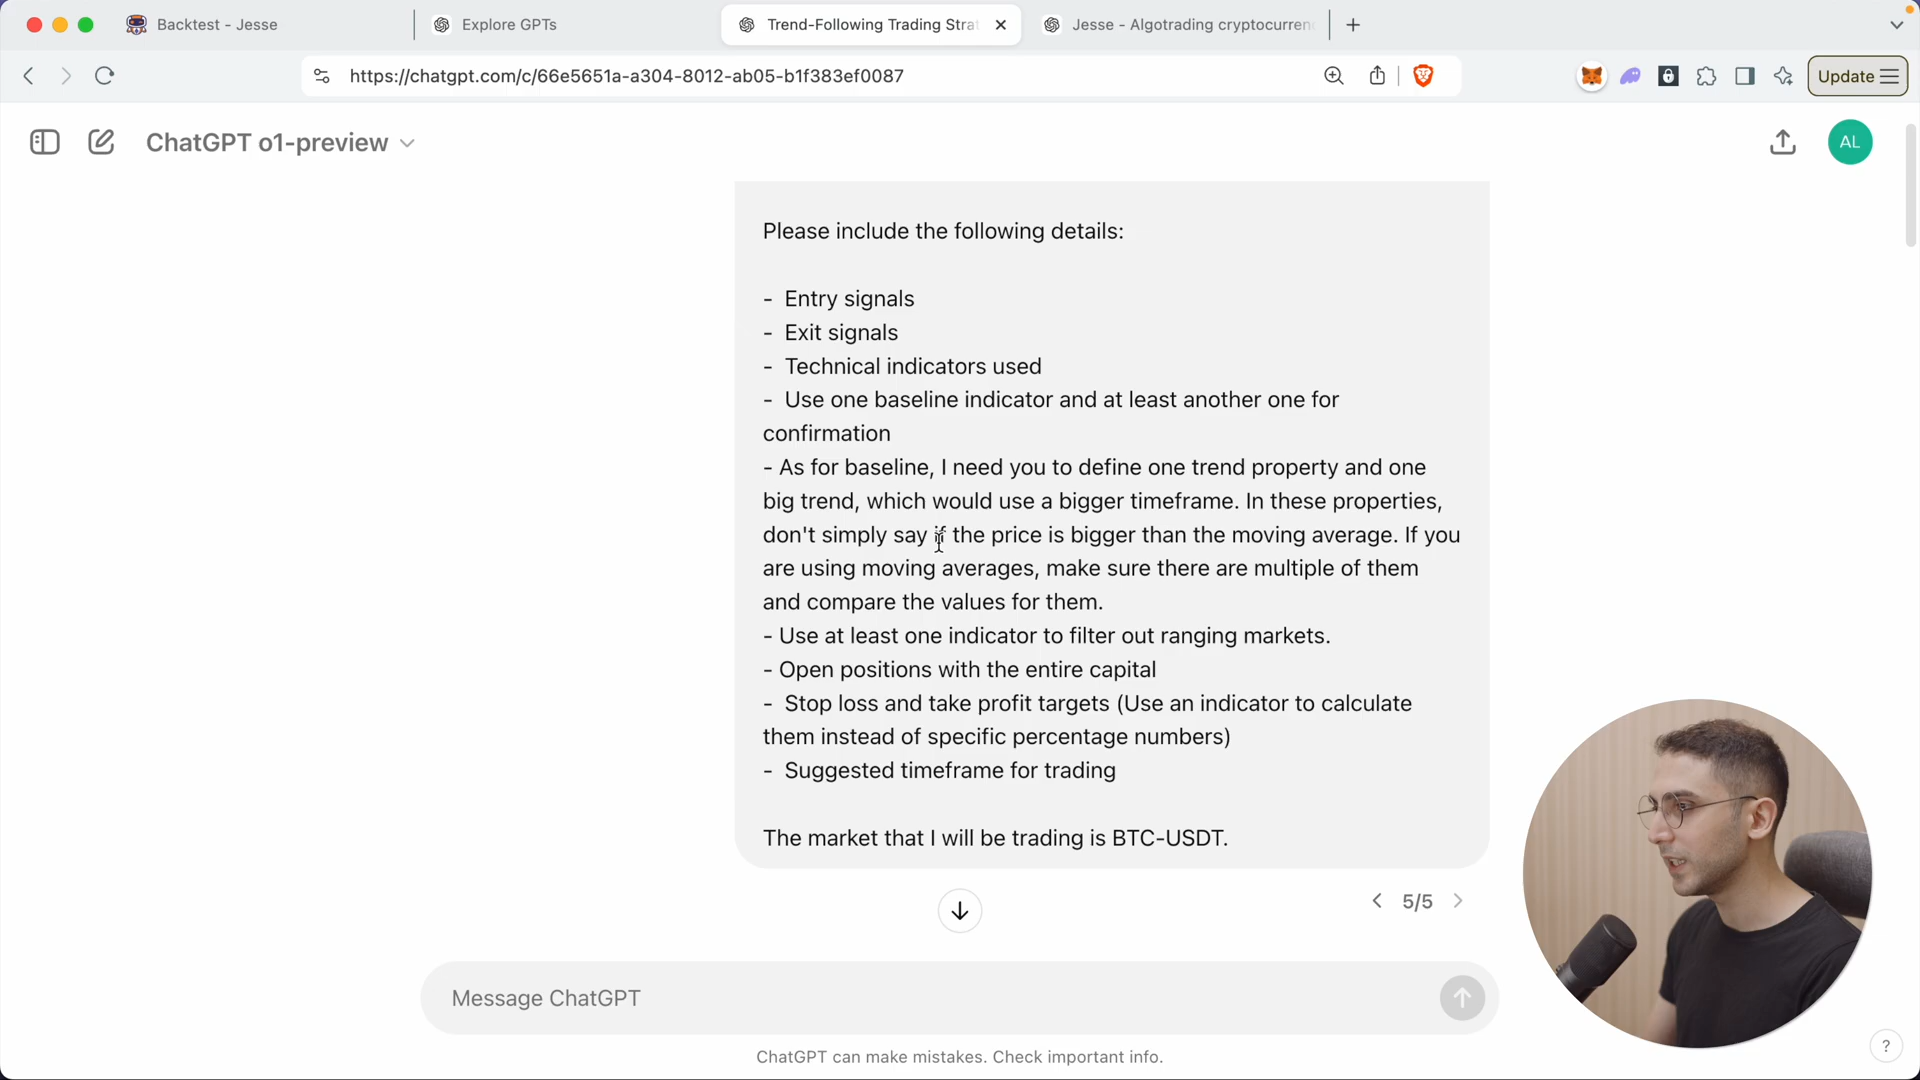 Backtest - Jesse
Explore GPTs
Trend-Following Trading Strat
Jesse - Algotrading cryptocurren
https://chatgpt.com/c/66e5651a-a304-8012-ab05-b1f383ef0087
Update
ChatGPT o1-preview
AL
Please include the following details:
- Entry signals
- Exit signals
- Technical indicators used
- Use one baseline indicator and at least another one for
confirmation
- As for baseline, I need you to define one trend property and one
big trend, which would use a bigger timeframe. In these properties,
don't simply say if the price is bigger than the moving average. If you
are using moving averages, make sure there are multiple of them
and compare the values for them.
- Use at least one indicator to filter out ranging markets.
- Open positions with the entire capital
- Stop loss and take profit targets (Use an indicator to calculate
them instead of specific percentage numbers)
- Suggested timeframe for trading
The market that I will be trading is BTC-USDT.
5/5
Message ChatGPT
ChatGPT can make mistakes. Check important info.
?